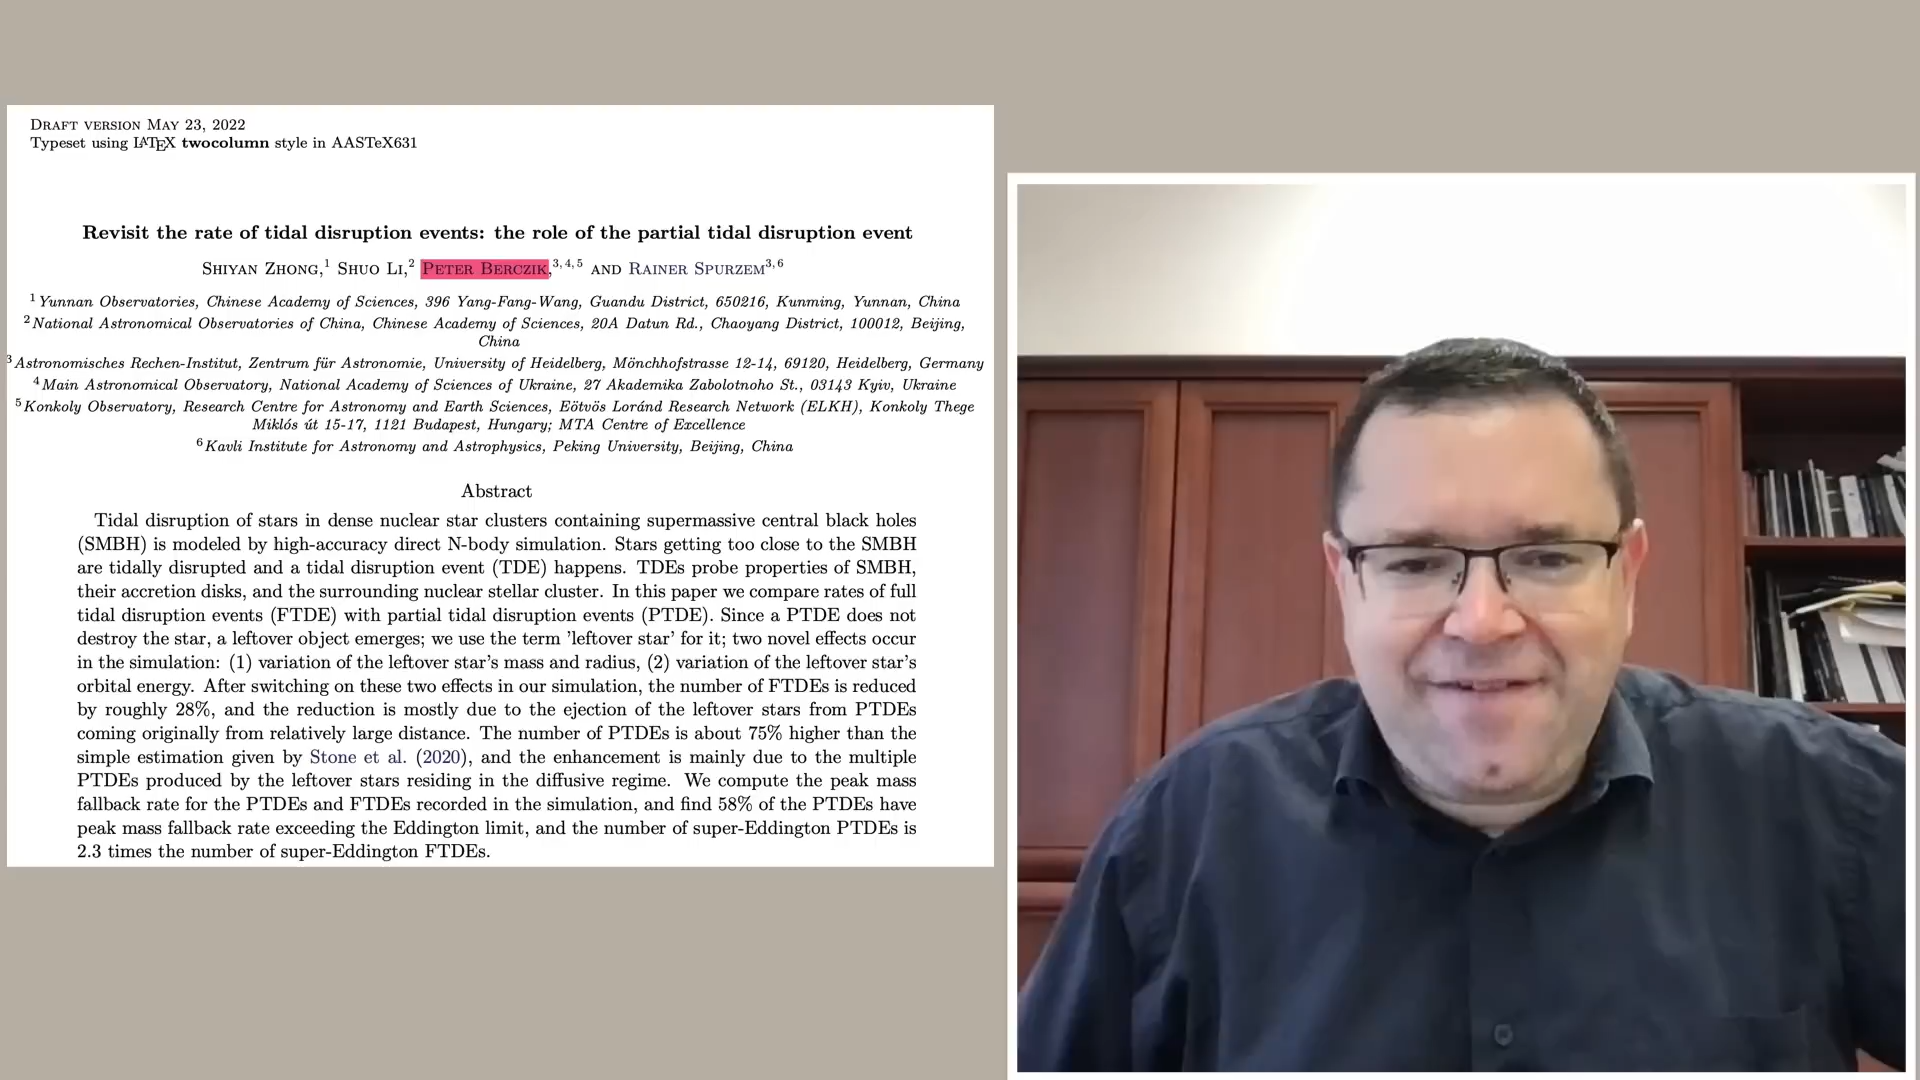 DRAFT VERSION MAY 23, 2022
Typeset using LATEX twocolumn style in AASTeX631
Revisit the rate of tidal disruption events: the role of the partial tidal disruption event
SHIYAN ZHONG,1 SHUO LI,2 PETER BERCZIK,3,4,5 AND RAINER SPURZEM3,6
1Yunnan Observatories, Chinese Academy of Sciences, 396 Yang-Fang-Wang, Guandu District, 650216, Kunming, Yunnan, China
2National Astronomical Observatories of China, Chinese Academy of Sciences, 20A Datun Rd., Chaoyang District, 100012, Beijing,
China
3Astronomisches Rechen-Institut, Zentrum für Astronomie, University of Heidelberg, Mönchhofstrasse 12-14, 69120, Heidelberg, Germany
4Main Astronomical Observatory, National Academy of Sciences of Ukraine, 27 Akademika Zabolotnoho St., 03143 Kyiv, Ukraine
5Konkoly Observatory, Research Centre for Astronomy and Earth Sciences, Eötvös Loránd Research Network (ELKH), Konkoly Thege
Miklós út 15-17, 1121 Budapest, Hungary; MTA Centre of Excellence
6Kavli Institute for Astronomy and Astrophysics, Peking University, Beijing, China
Abstract
Tidal disruption of stars in dense nuclear star clusters containing supermassive central black holes
(SMBH) is modeled by high-accuracy direct N-body simulation. Stars getting too close to the SMBH
are tidally disrupted and a tidal disruption event (TDE) happens. TDEs probe properties of SMBH,
their accretion disks, and the surrounding nuclear stellar cluster. In this paper we compare rates of full
tidal disruption events (FTDE) with partial tidal disruption events (PTDE). Since a PTDE does not
destroy the star, a leftover object emerges; we use the term 'leftover star' for it; two novel effects occur
in the simulation: (1) variation of the leftover star's mass and radius, (2) variation of the leftover star's
orbital energy. After switching on these two effects in our simulation, the number of FTDEs is reduced
by roughly 28%, and the reduction is mostly due to the ejection of the leftover stars from PTDEs
coming originally from relatively large distance. The number of PTDEs is about 75% higher than the
simple estimation given by Stone et al. (2020), and the enhancement is mainly due to the multiple
PTDEs produced by the leftover stars residing in the diffusive regime. We compute the peak mass
fallback rate for the PTDEs and FTDEs recorded in the simulation, and find 58% of the PTDEs have
peak mass fallback rate exceeding the Eddington limit, and the number of super-Eddington PTDEs is
2.3 times the number of super-Eddington FTDEs.